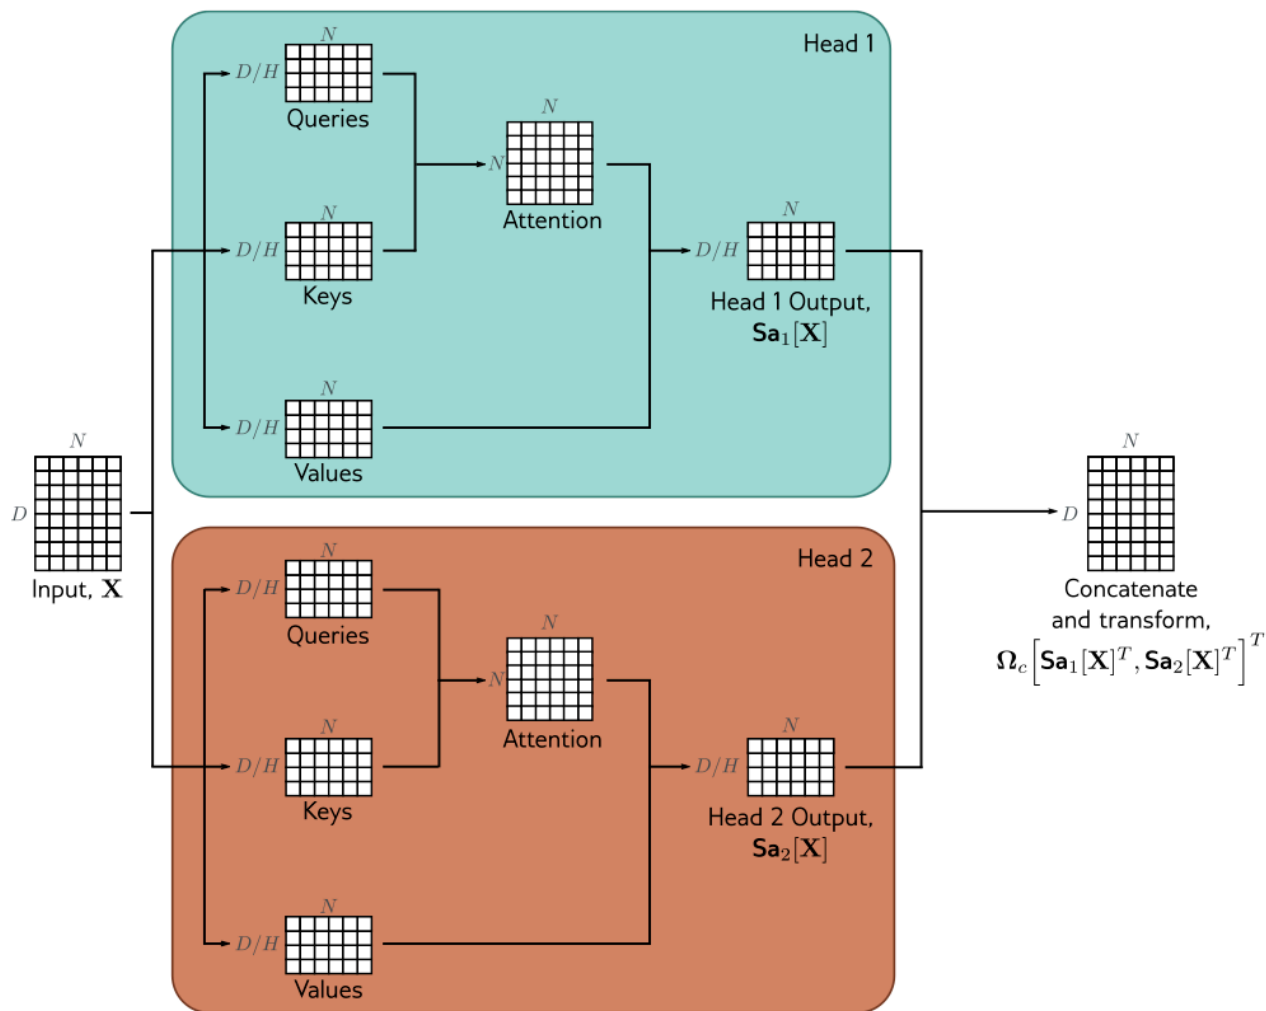 Head 1
N
D/H
Queries
N
N
Attention
N
D/H
Keys
N
D/H
Head 1 Output,
Sa₁[X]
N
D/H
Values
N
D
Input, X
Head 2
N
D/H
Queries
N
N
Attention
N
D/H
Keys
N
D/H
Head 2 Output,
Sa₂[X]
N
D/H
Values
N
D
Concatenate
and transform,
Ω_c[Sa₁[X]ᵀ, Sa₂[X]ᵀ]ᵀ